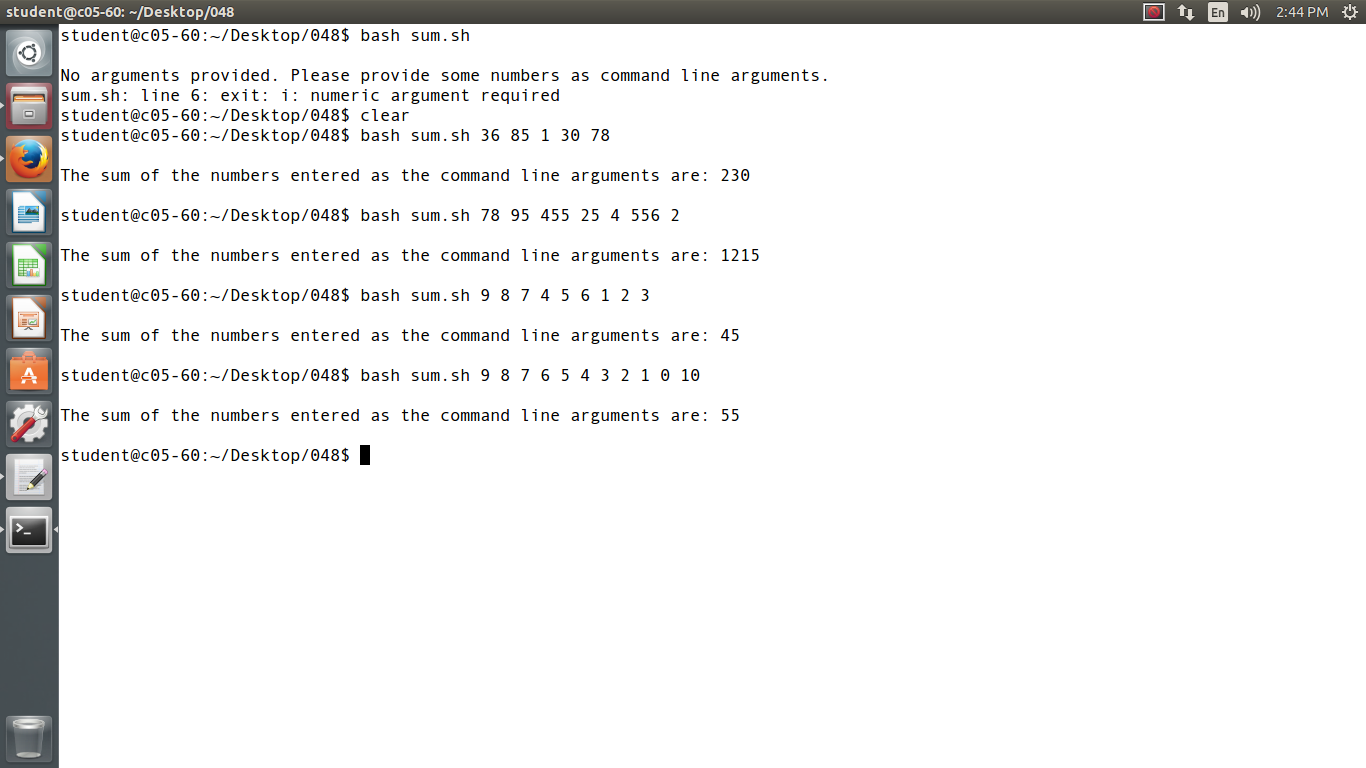 student@c05-60: ~/Desktop/048
En
2:44 PM
student@c05-60:~/Desktop/048$ bash sum.sh
No arguments provided. Please provide some numbers as command line arguments.
sum.sh: line 6: exit: i: numeric argument required
student@c05-60:~/Desktop/048$ clear
student@c05-60:~/Desktop/048$ bash sum.sh 36 85 1 30 78
The sum of the numbers entered as the command line arguments are: 230
student@c05-60:~/Desktop/048$ bash sum.sh 78 95 455 25 4 556 2
The sum of the numbers entered as the command line arguments are: 1215
student@c05-60:~/Desktop/048$ bash sum.sh 9 8 7 4 5 6 1 2 3
The sum of the numbers entered as the command line arguments are: 45
student@c05-60:~/Desktop/048$ bash sum.sh 9 8 7 6 5 4 3 2 1 0 10
The sum of the numbers entered as the command line arguments are: 55
student@c05-60:~/Desktop/048$